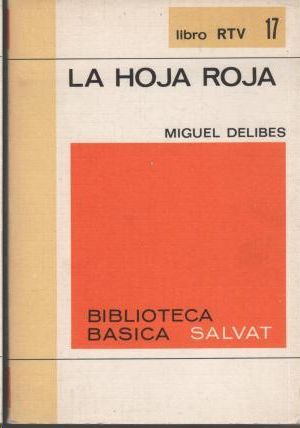 libro RTV 17
LA HOJA ROJA
MIGUEL DELIBES
BIBLIOTECA
BASICA SALVAT